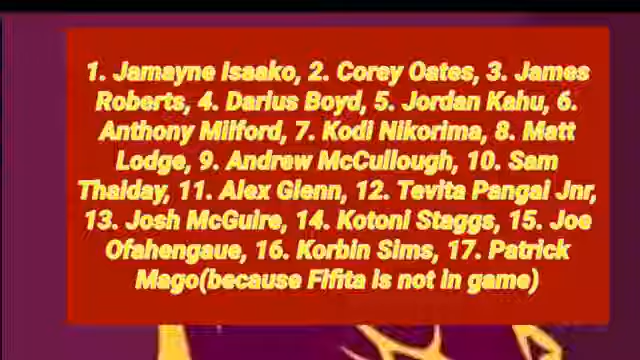 1. Jamayne Isaako, 2. Corey Oates, 3. James
Roberts, 4. Darius Boyd, 5. Jordan Kahu, 6.
Anthony Milford, 7. Kodi Nikorima, 8. Matt
Lodge, 9. Andrew McCullough, 10. Sam
Thaiday, 11. Alex Glenn, 12. Tevita Pangai Jnr,
13. Josh McGuire, 14. Kotoni Staggs, 15. Joe
Ofahengaue, 16. Korbin Sims, 17. Patrick
Mago(because Fifita is not in game)